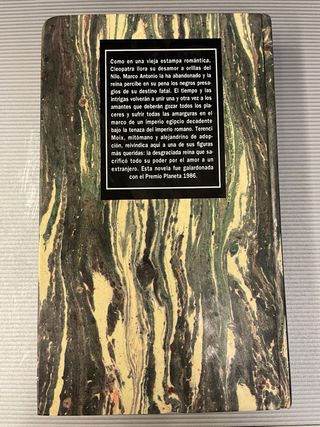 Como en una vieja estampa romántica,
Cleopatra llora su desamor a orillas del
Nilo, Marco Antonio la ha abandonado y la
reina percibe en su pena los negros presa-
gios de su destino fatal. El tiempo y las
intrigas volverán a unir una y otra vez a los
amantes que deberán gozar todos los pla-
ceres y sufrir todas las amarguras en el
marco de un imperio egipcio decadente
bajo la tenaza del imperio romano. Terenci
Moix, mitómano y alejandrino de adop-
ción, reivindica aquí a una de sus figuras
más queridas: la desgraciada reina que sa-
crificó todo su poder por el amor a un
extranjero. Esta novela fue galardonada
con el Premio Planeta 1986.